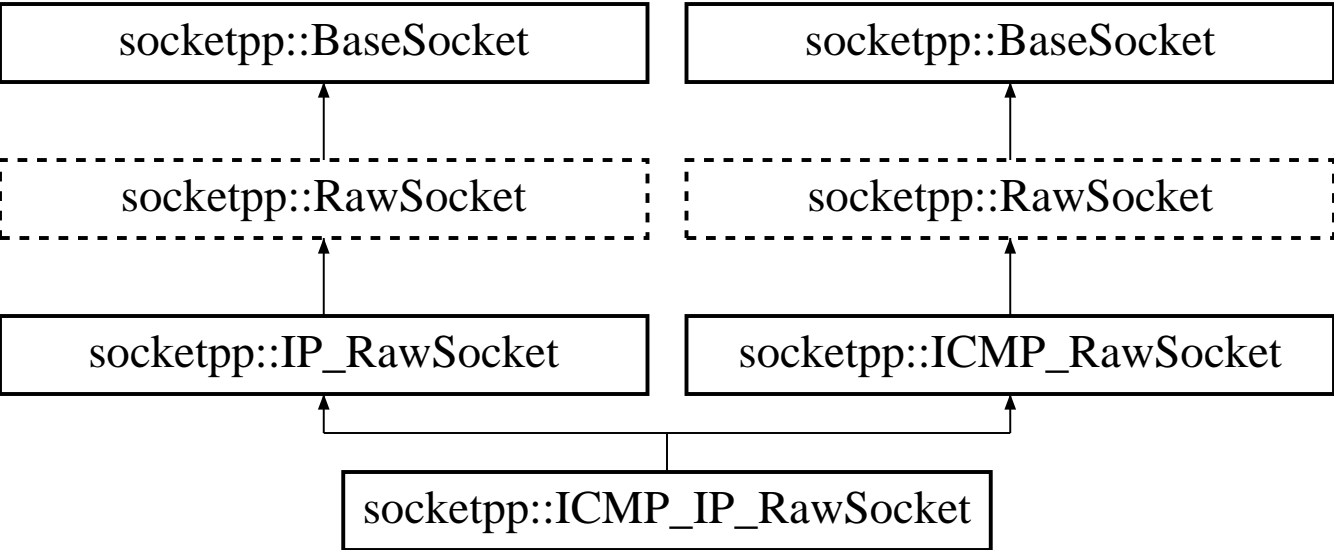 socketpp::BaseSocket
socketpp::BaseSocket
socketpp::RawSocket
socketpp::RawSocket
socketpp::IP_RawSocket
socketpp::ICMP_RawSocket
socketpp::ICMP_IP_RawSocket